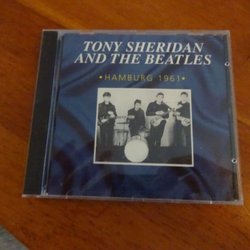 TONY SHERIDAN
AND THE BEATLES
•HAMBURG 1961•